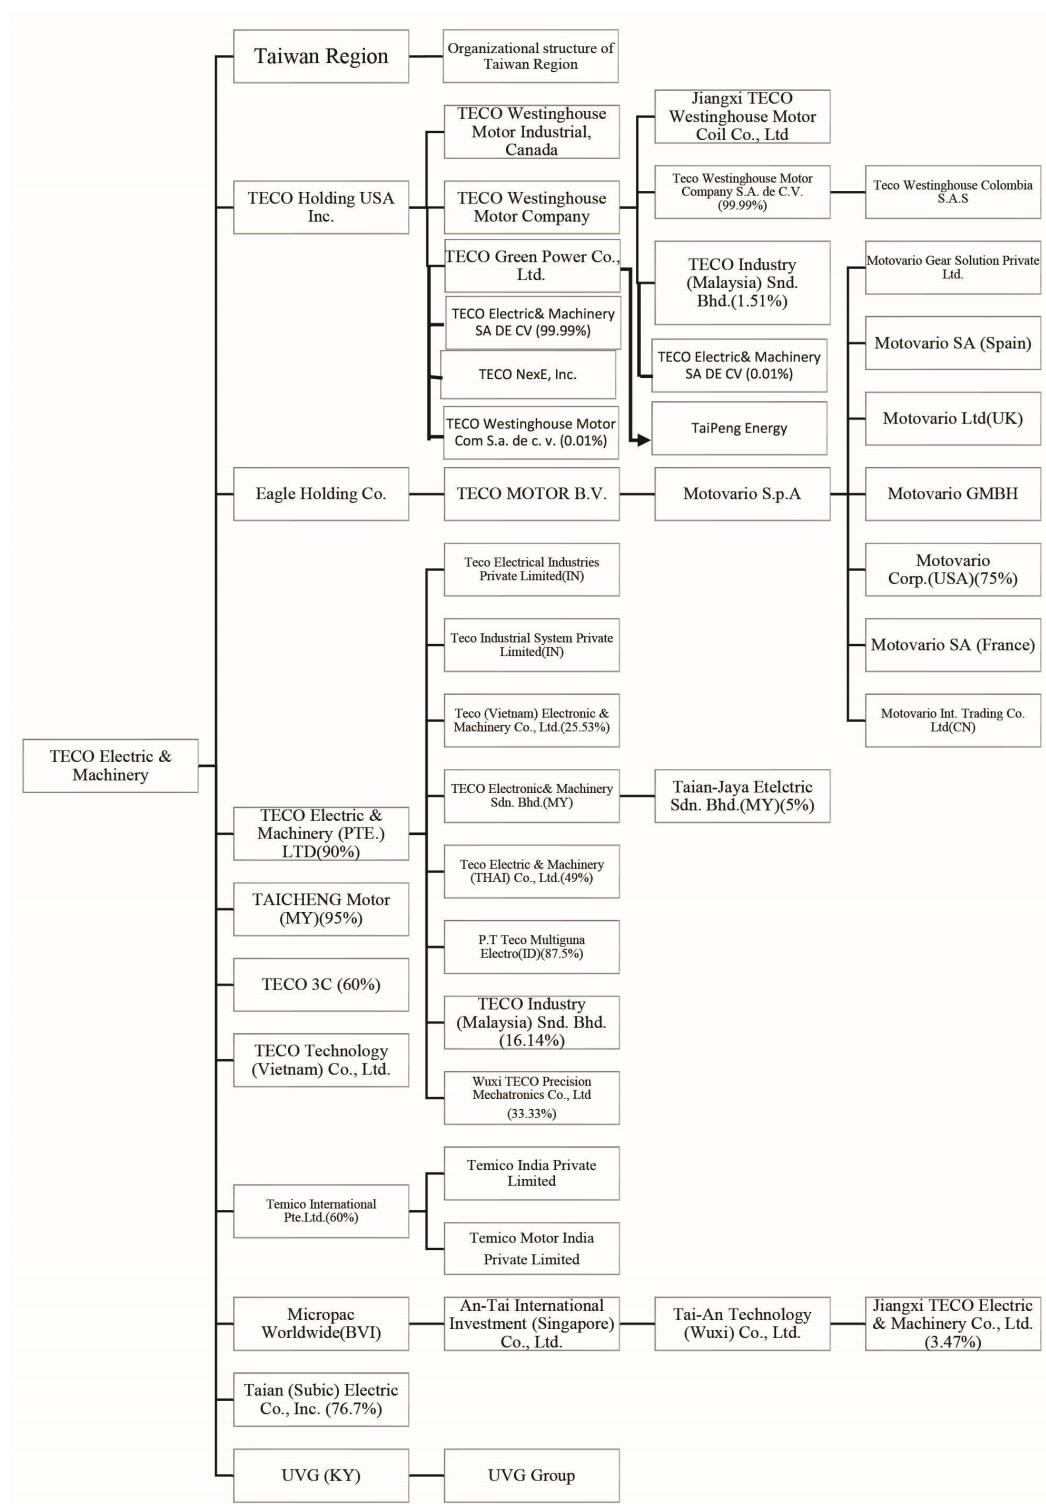 Taiwan Region
Organizational structure of
Taiwan Region
TECO Holding USA
Inc.
TECO Westinghouse
Motor Industrial,
Canada
TECO Westinghouse
Motor Company
Jiangxi TECO
Westinghouse Motor
Coil Co., Ltd
Teco Westinghouse Motor
Company S.A. de C.V.
(99.99%)
Teco Westinghouse Colombia
S.A.S
TECO Industry
(Malaysia) Snd.
Bhd.(1.51%)
TECO Electric& Machinery
SA DE CV (0.01%)
TECO Green Power Co.,
Ltd.
TaiPeng Energy
TECO Electric& Machinery
SA DE CV (99.99%)
TECO NexE, Inc.
TECO Westinghouse Motor
Com S.a. de c. v. (0.01%)
Eagle Holding Co.
TECO MOTOR B.V.
Motovario S.p.A
Motovario Gear Solution Private
Ltd.
Motovario SA (Spain)
Motovario Ltd(UK)
Motovario GMBH
Motovario
Corp.(USA)(75%)
Motovario SA (France)
Motovario Int. Trading Co.
Ltd(CN)
TECO Electric &
Machinery
TECO Electric &
Machinery (PTE.)
LTD(90%)
Teco Electrical Industries
Private Limited(IN)
Teco Industrial System Private
Limited(IN)
Teco (Vietnam) Electronic &
Machinery Co., Ltd.(25.53%)
TECO Electronic& Machinery
Sdn. Bhd.(MY)
Taian-Jaya Etelctric
Sdn. Bhd.(MY)(5%)
Teco Electric & Machinery
(THAI) Co., Ltd.(49%)
P.T Teco Multiguna
Electro(ID)(87.5%)
TECO Industry
(Malaysia) Snd. Bhd.
(16.14%)
Wuxi TECO Precision
Mechatronics Co., Ltd
(33.33%)
TAICHENG Motor
(MY)(95%)
TECO 3C (60%)
TECO Technology
(Vietnam) Co., Ltd.
Temico International
Pte.Ltd.(60%)
Temico India Private
Limited
Temico Motor India
Private Limited
Micropac
Worldwide(BVI)
An-Tai International
Investment (Singapore)
Co., Ltd.
Tai-An Technology
(Wuxi) Co., Ltd.
Jiangxi TECO Electric
& Machinery Co., Ltd.
(3.47%)
Taian (Subic) Electric
Co., Inc. (76.7%)
UVG (KY)
UVG Group